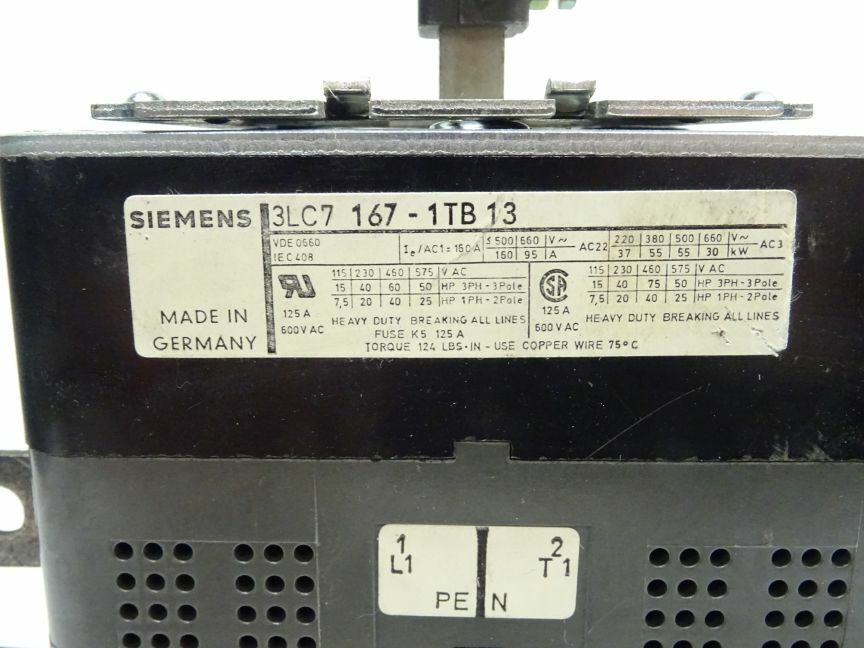 SIEMENS 3LC7 167 - 1TB 13
VDE 0660
IEC 408
Ie/AC1= 160 A
≤ 500 660 V~
160 95 A
AC22
220 380 500 660 V~
37 55 55 30 kW
AC3
115 230 460 575 V AC
15 40 60 50 HP 3PH - 3Pole
7,5 20 40 25 HP 1PH - 2Pole
125 A
600 V AC
HEAVY DUTY BREAKING ALL LINES
SA
115 230 460 575 V AC
15 40 75 50 HP 3PH - 3Pole
7,5 20 40 25 HP 1PH - 2Pole
125 A
600 V AC
HEAVY DUTY BREAKING ALL LINES
FUSE K5 125 A
TORQUE 124 LBS·IN - USE COPPER WIRE 75°C
MADE IN
GERMANY
1 2
L1 T1
PE N